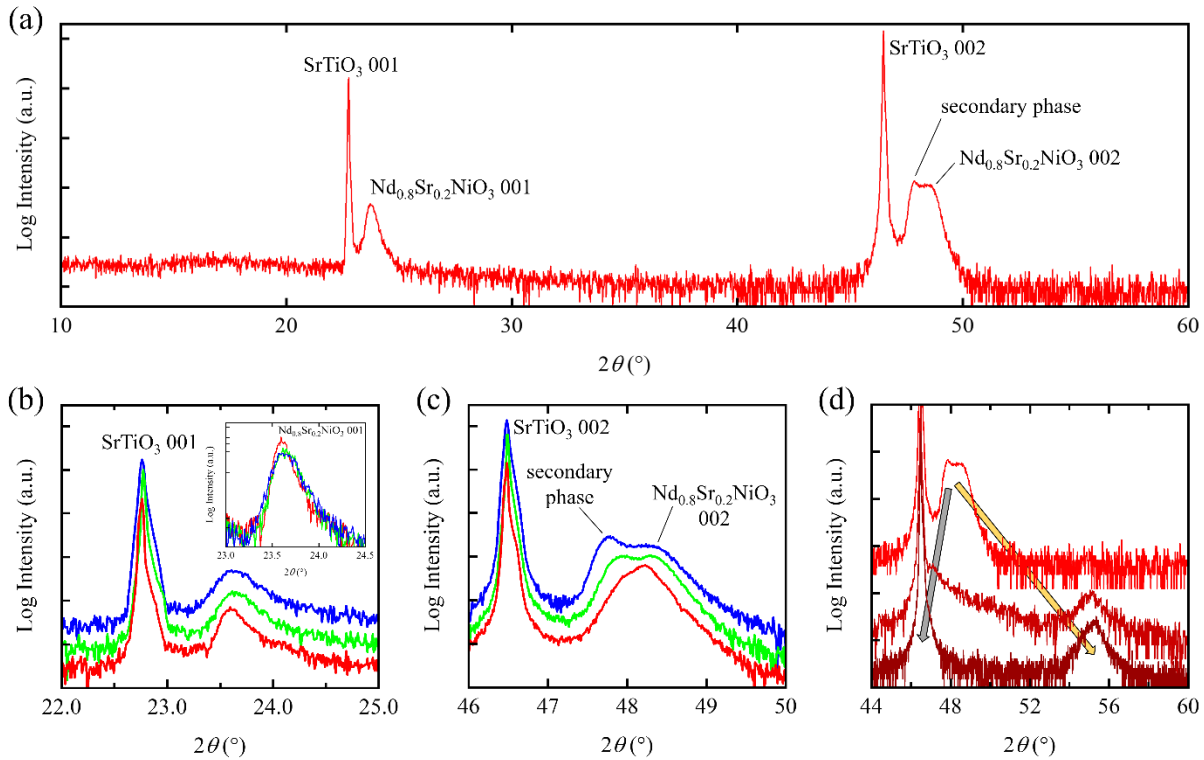 (a)
SrTiO₃ 001
Nd₀.₈Sr₀.₂NiO₃ 001
SrTiO₃ 002
secondary phase
Nd₀.₈Sr₀.₂NiO₃ 002
Log Intensity (a.u.)
10 20 30 40 50 60
2θ (°)
(b)
SrTiO₃ 001
Log Intensity (a.u.)
22.0 23.0 24.0 25.0
2θ (°)
Nd₀.₈Sr₀.₂NiO₃ 001
Log Intensity (a.u.)
23.0 23.5 24.0 24.5
2θ (°)
(c)
SrTiO₃ 002
secondary
phase
Nd₀.₈Sr₀.₂NiO₃
002
Log Intensity (a.u.)
46 47 48 49 50
2θ (°)
(d)
Log Intensity (a.u.)
44 48 52 56 60
2θ (°)